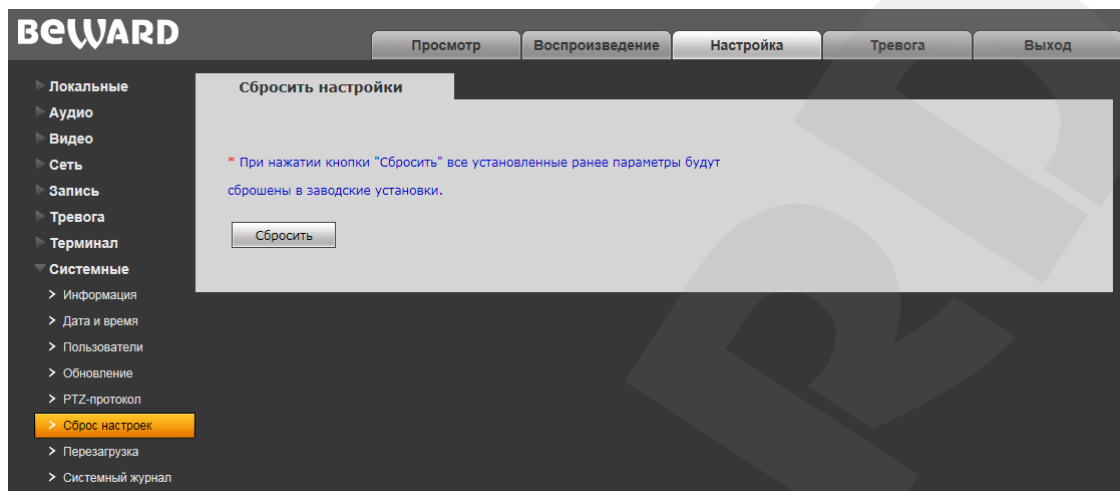 BEWARD
Просмотр
Воспроизведение
Настройка
Тревога
Выход
Локальные
Аудио
Видео
Сеть
Запись
Тревога
Терминал
Системные
Информация
Дата и время
Пользователи
Обновление
PTZ-протокол
Сброс настроек
Перезагрузка
Системный журнал
Сбросить настройки
* При нажатии кнопки "Сбросить" все установленные ранее параметры будут
сброшены в заводские установки.
Сбросить